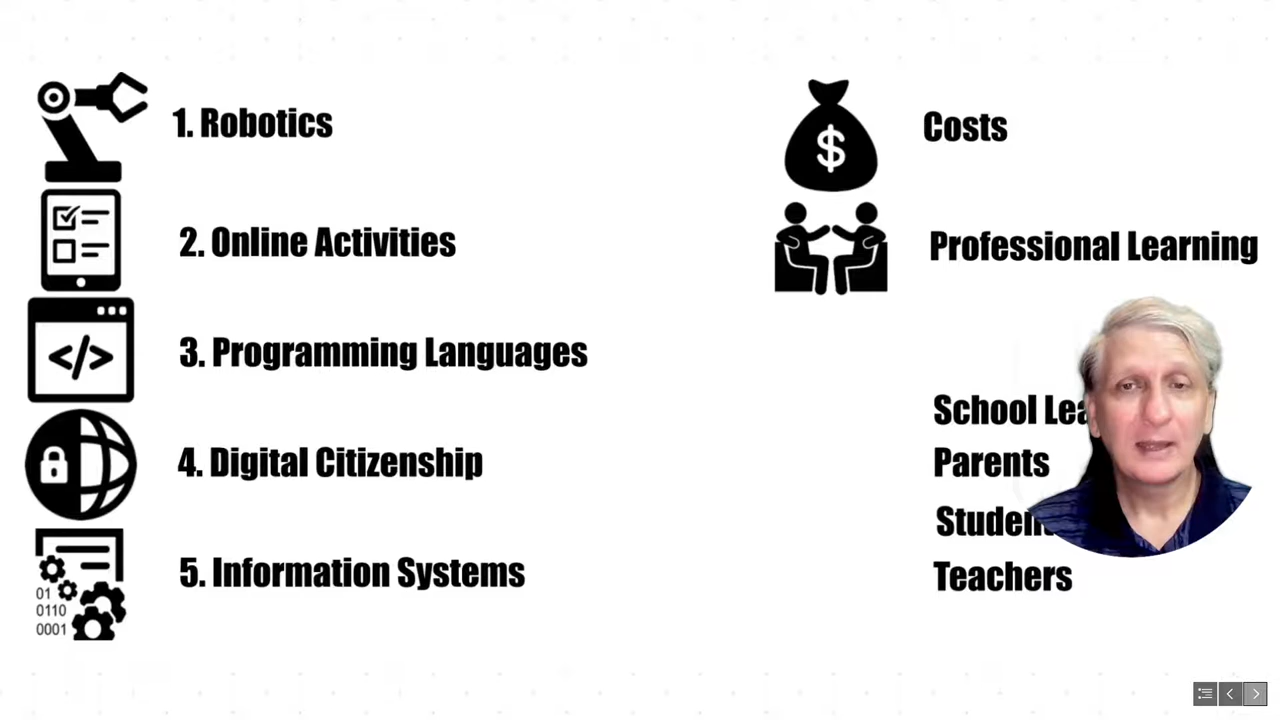 1. Robotics
2. Online Activities
3. Programming Languages
4. Digital Citizenship
5. Information Systems
01
0110
0001
$
Costs
Professional Learning
School
Parents
Teachers